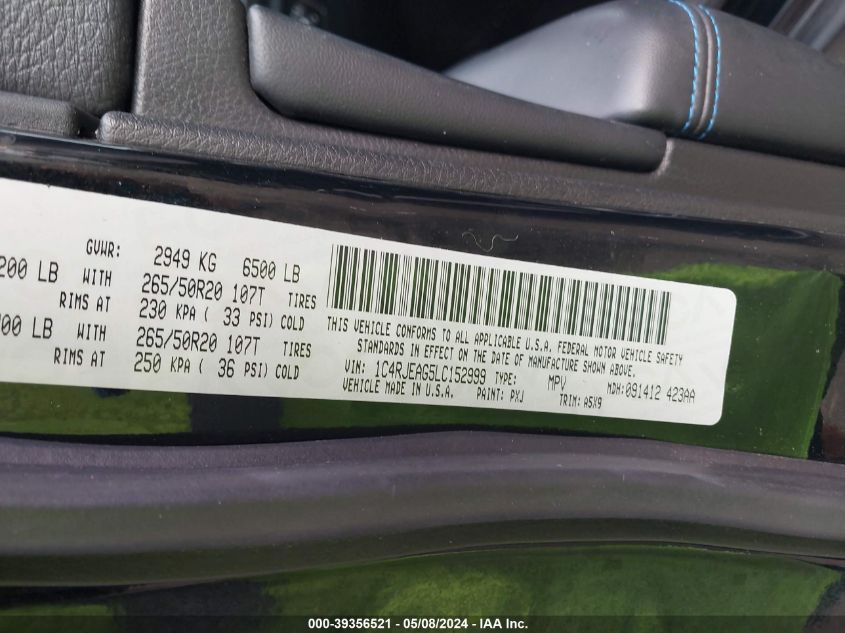 GVWR: 2949 KG 6500 LB
200 LB WITH 265/50R20 107T TIRES
RIMS AT 230 KPA ( 33 PSI) COLD
00 LB WITH 265/50R20 107T TIRES
RIMS AT 250 KPA ( 36 PSI) COLD
THIS VEHICLE CONFORMS TO ALL APPLICABLE U.S.A. FEDERAL MOTOR VEHICLE SAFETY
STANDARDS IN EFFECT ON THE DATE OF MANUFACTURE SHOWN ABOVE.
VIN: 1C4RJEAG5LC152999 TYPE: MPV MDH: 091412 423AA
VEHICLE MADE IN U.S.A. PAINT: PXJ TRIM: A5X9
000-39356521 - 05/08/2024 - IAA Inc.